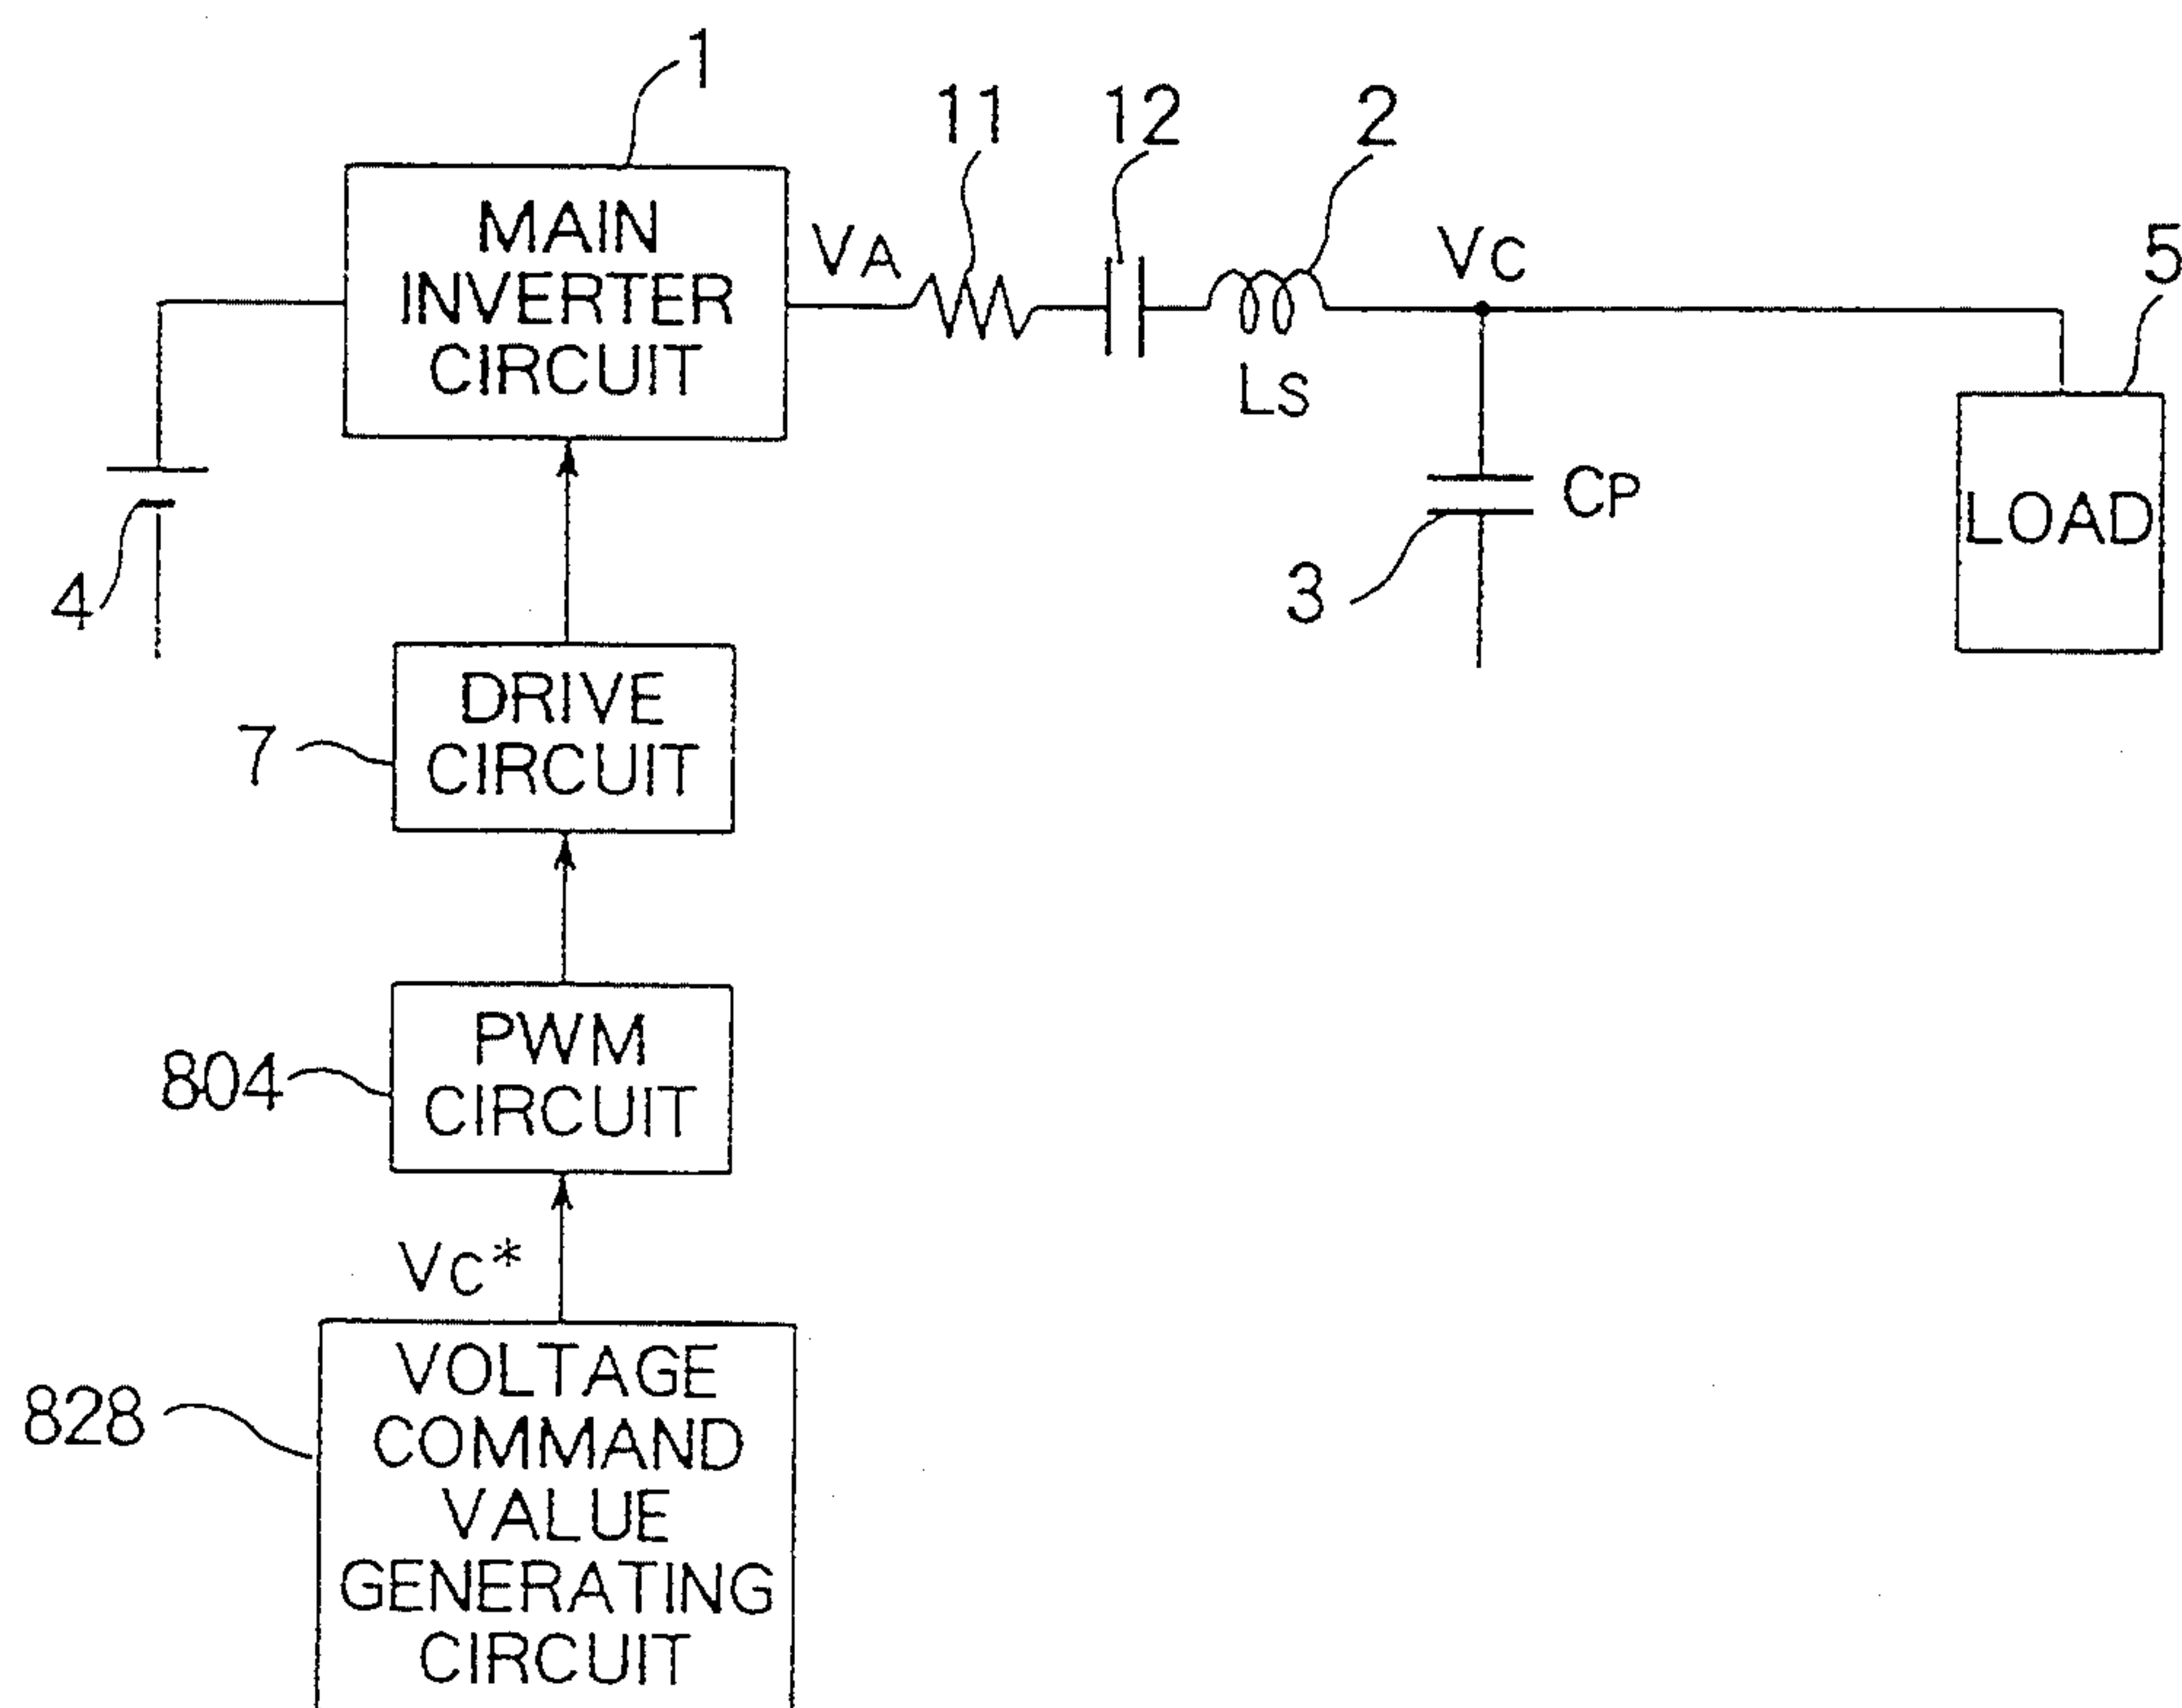 1
11
12
2
MAIN
INVERTER
CIRCUIT
VA
VC
5
LS
CP
LOAD
4
3
DRIVE
CIRCUIT
7
PWM
CIRCUIT
804
VC*
VOLTAGE
COMMAND
VALUE
GENERATING
CIRCUIT
828